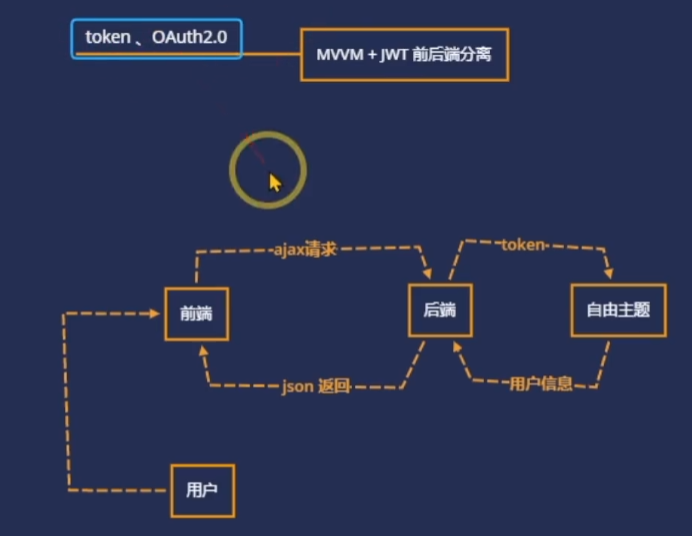 token 、OAuth2.0
MVVM + JWT 前后端分离
ajax请求
token
前端
后端
自由主题
json 返回
用户信息
用户